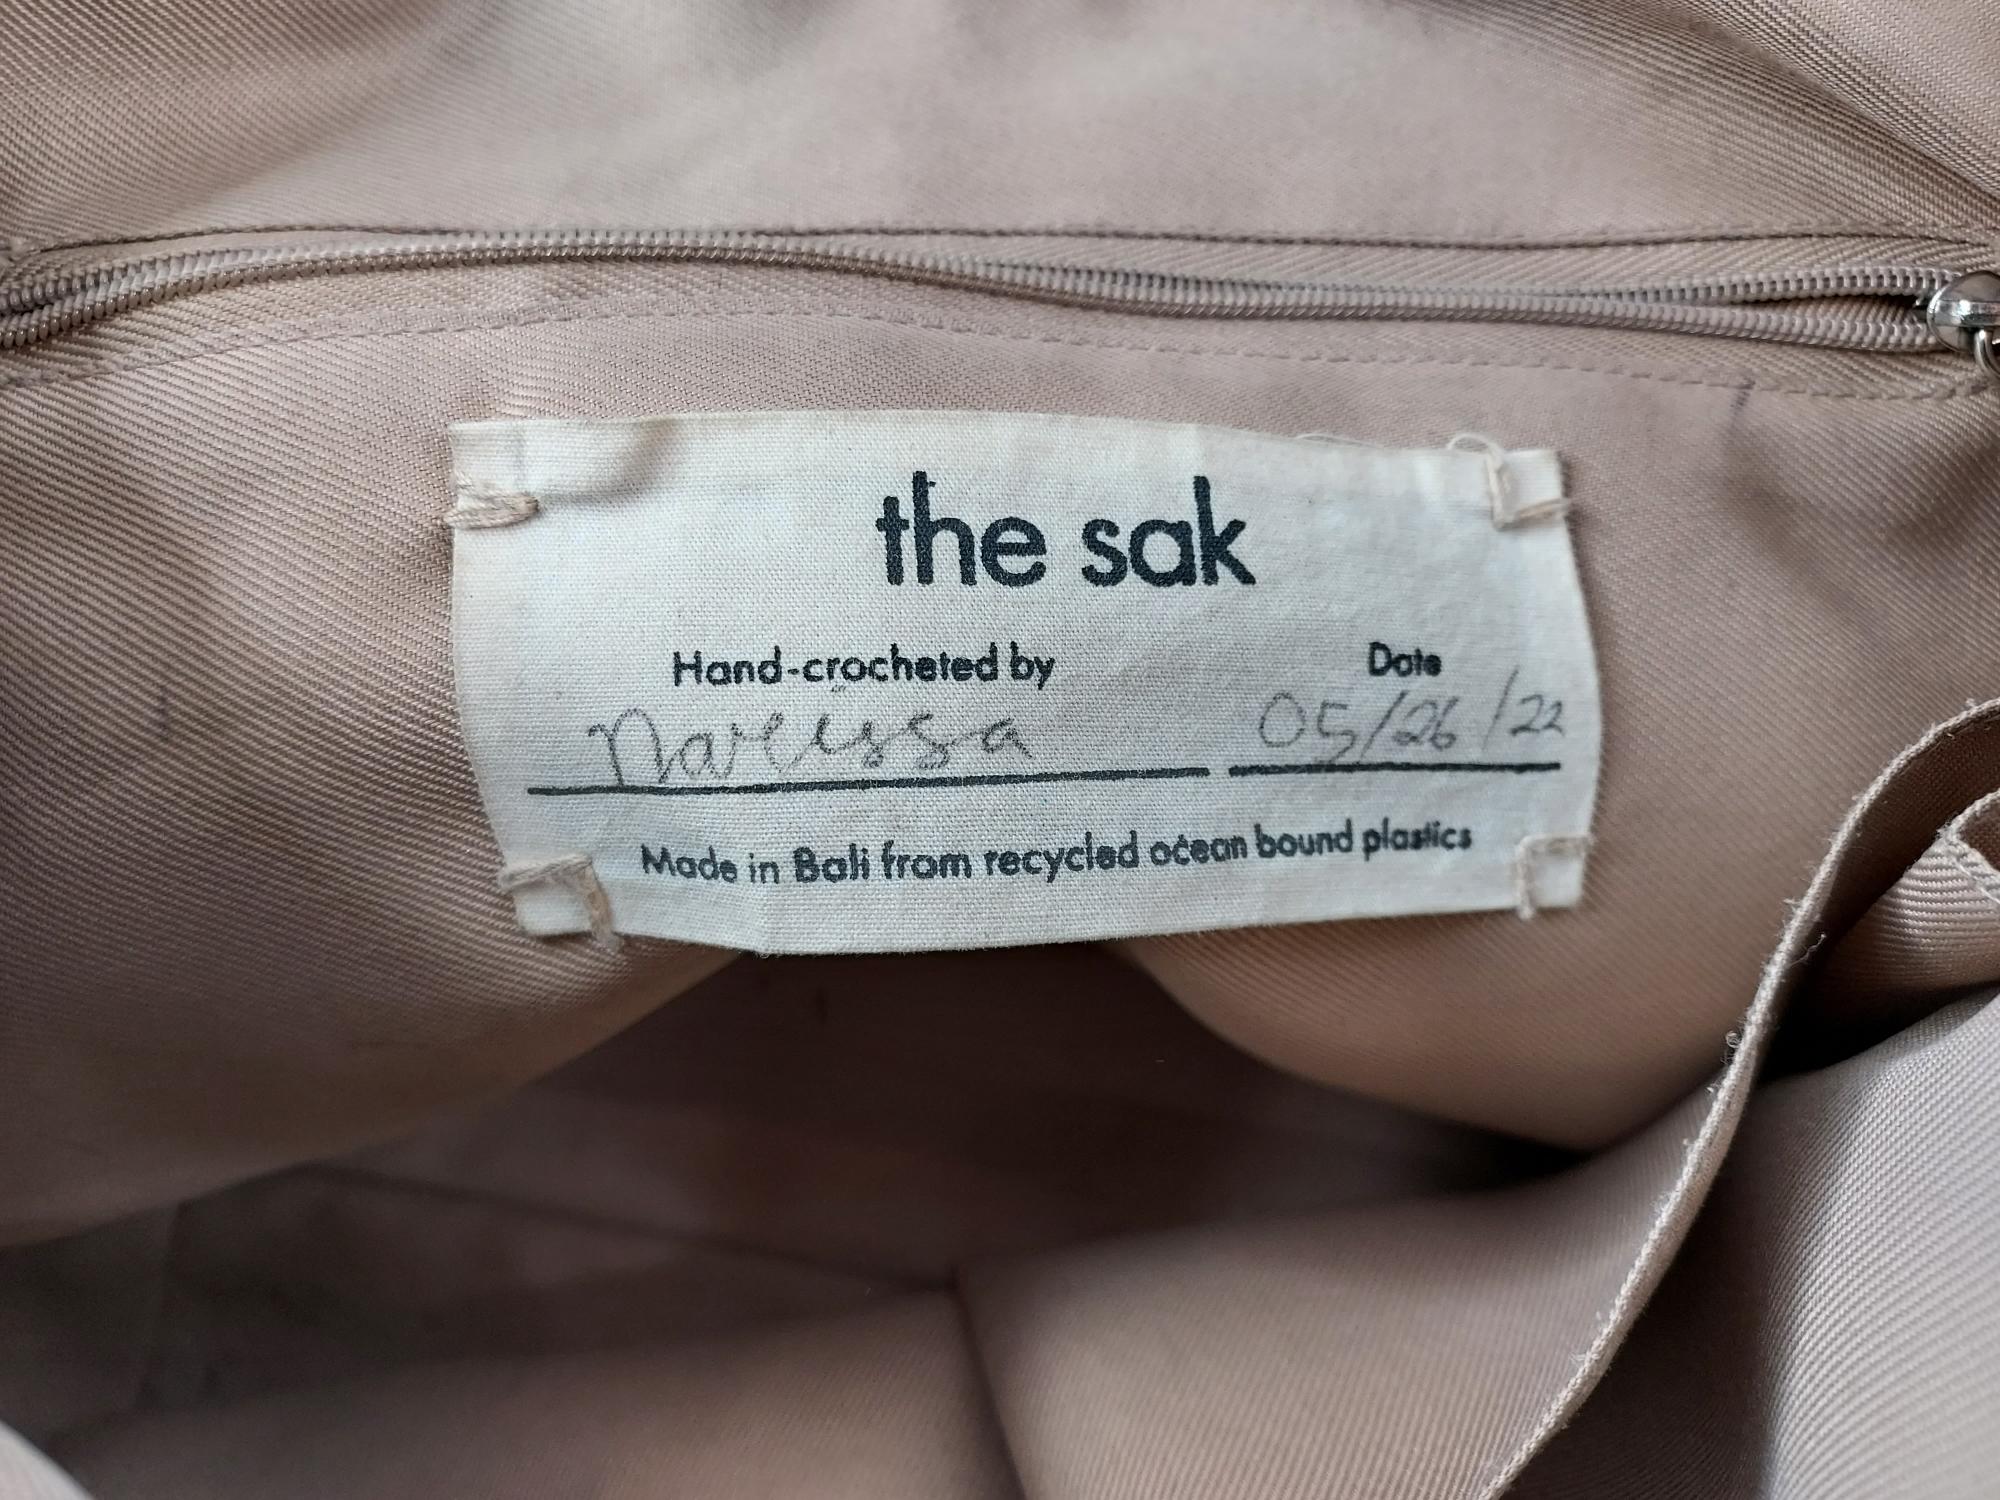 the sak
Hand-crocheted by Date
Narissa 05/26/22
Made in Bali from recycled ocean bound plastics